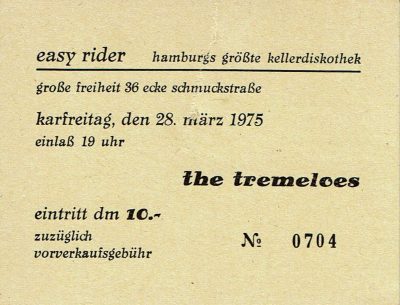 easy rider hamburgs größte kellerdiskothek
große freiheit 36 ecke schmuckstraße
karfreitag, den 28. märz 1975
einlaß 19 uhr
the tremeloes
eintritt dm 10.-
zuzüglich
vorverkaufsgebühr
№ 0704